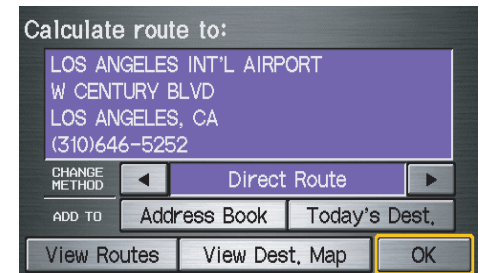 Calculate route to:
LOS ANGELES INT'L AIRPORT
W CENTURY BLVD
LOS ANGELES, CA
(310)646-5252
CHANGE METHOD Direct Route
ADD TO Address Book Today's Dest.
View Routes View Dest. Map OK